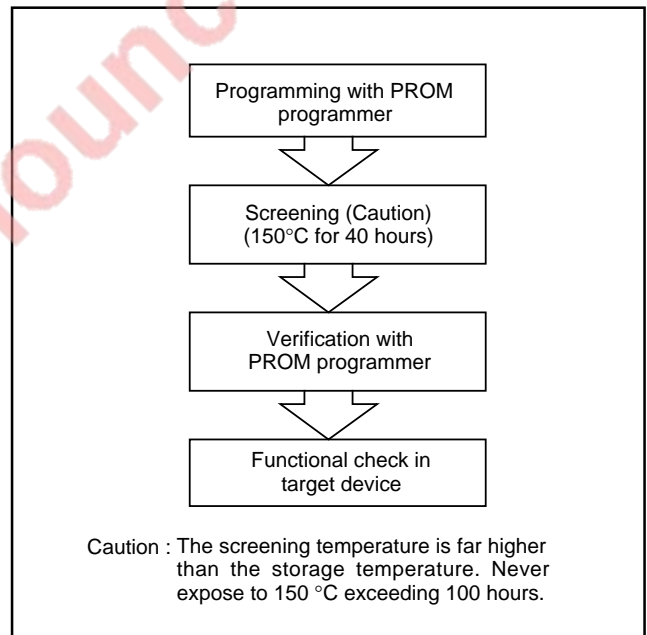 Programming with PROM
programmer
Screening (Caution)
(150°C for 40 hours)
Verification with
PROM programmer
Functional check in
target device
Caution : The screening temperature is far higher
than the storage temperature. Never
expose to 150 °C exceeding 100 hours.